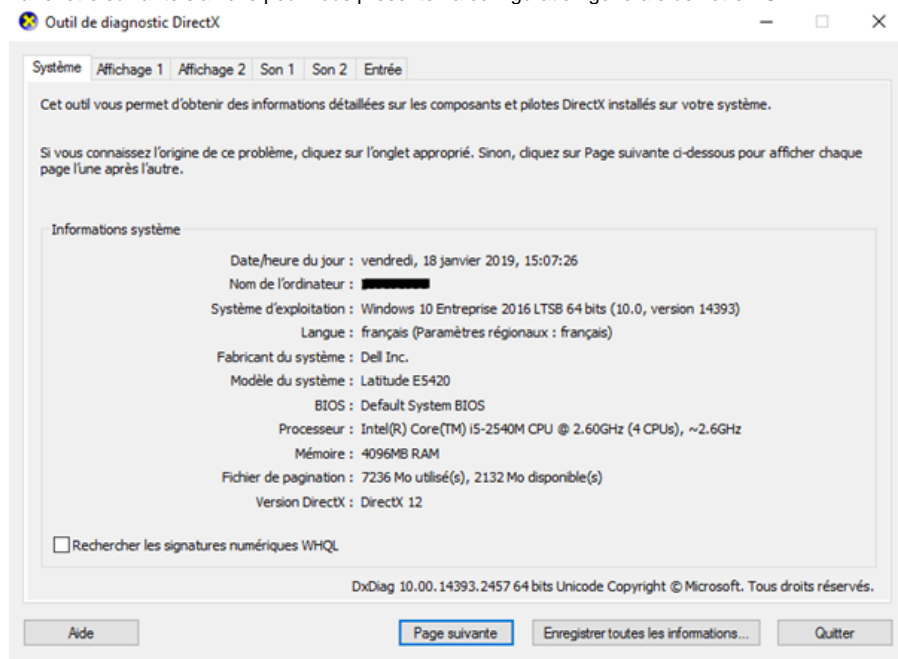 Outil de diagnostic DirectX
Système Affichage 1 Affichage 2 Son 1 Son 2 Entrée
Cet outil vous permet d'obtenir des informations détaillées sur les composants et pilotes DirectX installés sur votre système.
Si vous connaissez l'origine de ce problème, cliquez sur l'onglet approprié. Sinon, cliquez sur Page suivante ci-dessous pour afficher chaque
page l'une après l'autre.
Informations système
Date/heure du jour : vendredi, 18 janvier 2019, 15:07:26
Nom de l'ordinateur :
Système d'exploitation : Windows 10 Entreprise 2016 LTSB 64 bits (10.0, version 14393)
Langue : français (Paramètres régionaux : français)
Fabricant du système : Dell Inc.
Modèle du système : Latitude E5420
BIOS : Default System BIOS
Processeur : Intel(R) Core(TM) i5-2540M CPU @ 2.60GHz (4 CPUs), ~2.6GHz
Mémoire : 4096MB RAM
Fichier de pagination : 7236 Mo utilisé(s), 2132 Mo disponible(s)
Version DirectX : DirectX 12
Rechercher les signatures numériques WHQL
DxDiag 10.00.14393.2457 64 bits Unicode Copyright © Microsoft. Tous droits réservés.
Aide Page suivante Enregistrer toutes les informations... Quitter